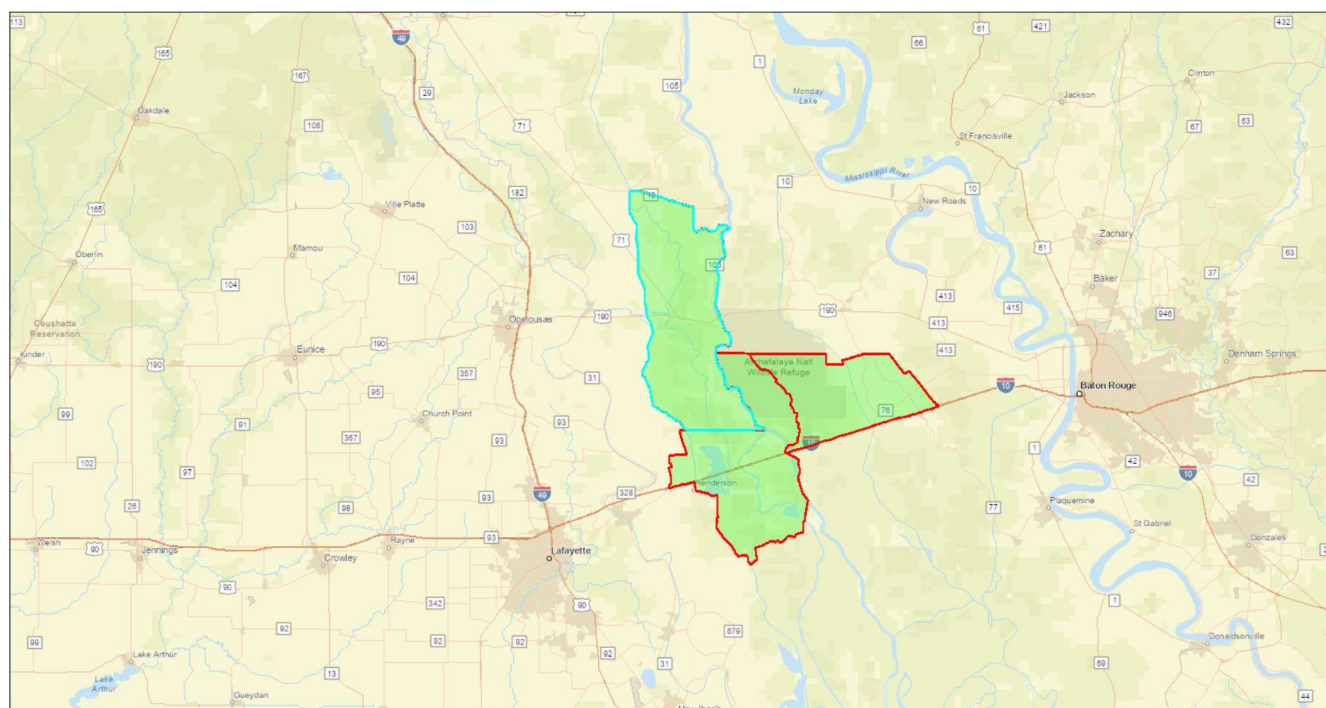 113
432
61
421
49
66
165
1
Clinton
167
105
Monday
Lake
Jackson
Oakdale
29
67
63
106
71
St Francisville
Mississippi River
10
10
182
10
New Roads
Ville Platte
165
103
71
61
Zachary
Mamou
Oberlin
105
63
37
Baker
104
104
413
415
Coushatta
Reservation
190
190
946
Opelousas
413
Kinder
Eunice
190
413
Denham Springs
190
Atchafalaya Natl
Wildlife Refuge
357
31
10
Baton Rouge
95
99
Church Point
93
76
91
367
93
1
42
102
97
Henderson
10
42
93
328
49
Plaquemine
98
77
26
St Gabriel
93
Gonzales
Welsh
90
Jennings
Rayne
Lafayette
Crowley
90
342
90
1
92
92
92
679
Donaldsonville
99
92
Lake Arthur
31
69
13
Lake
Arthur
Gueydan
44